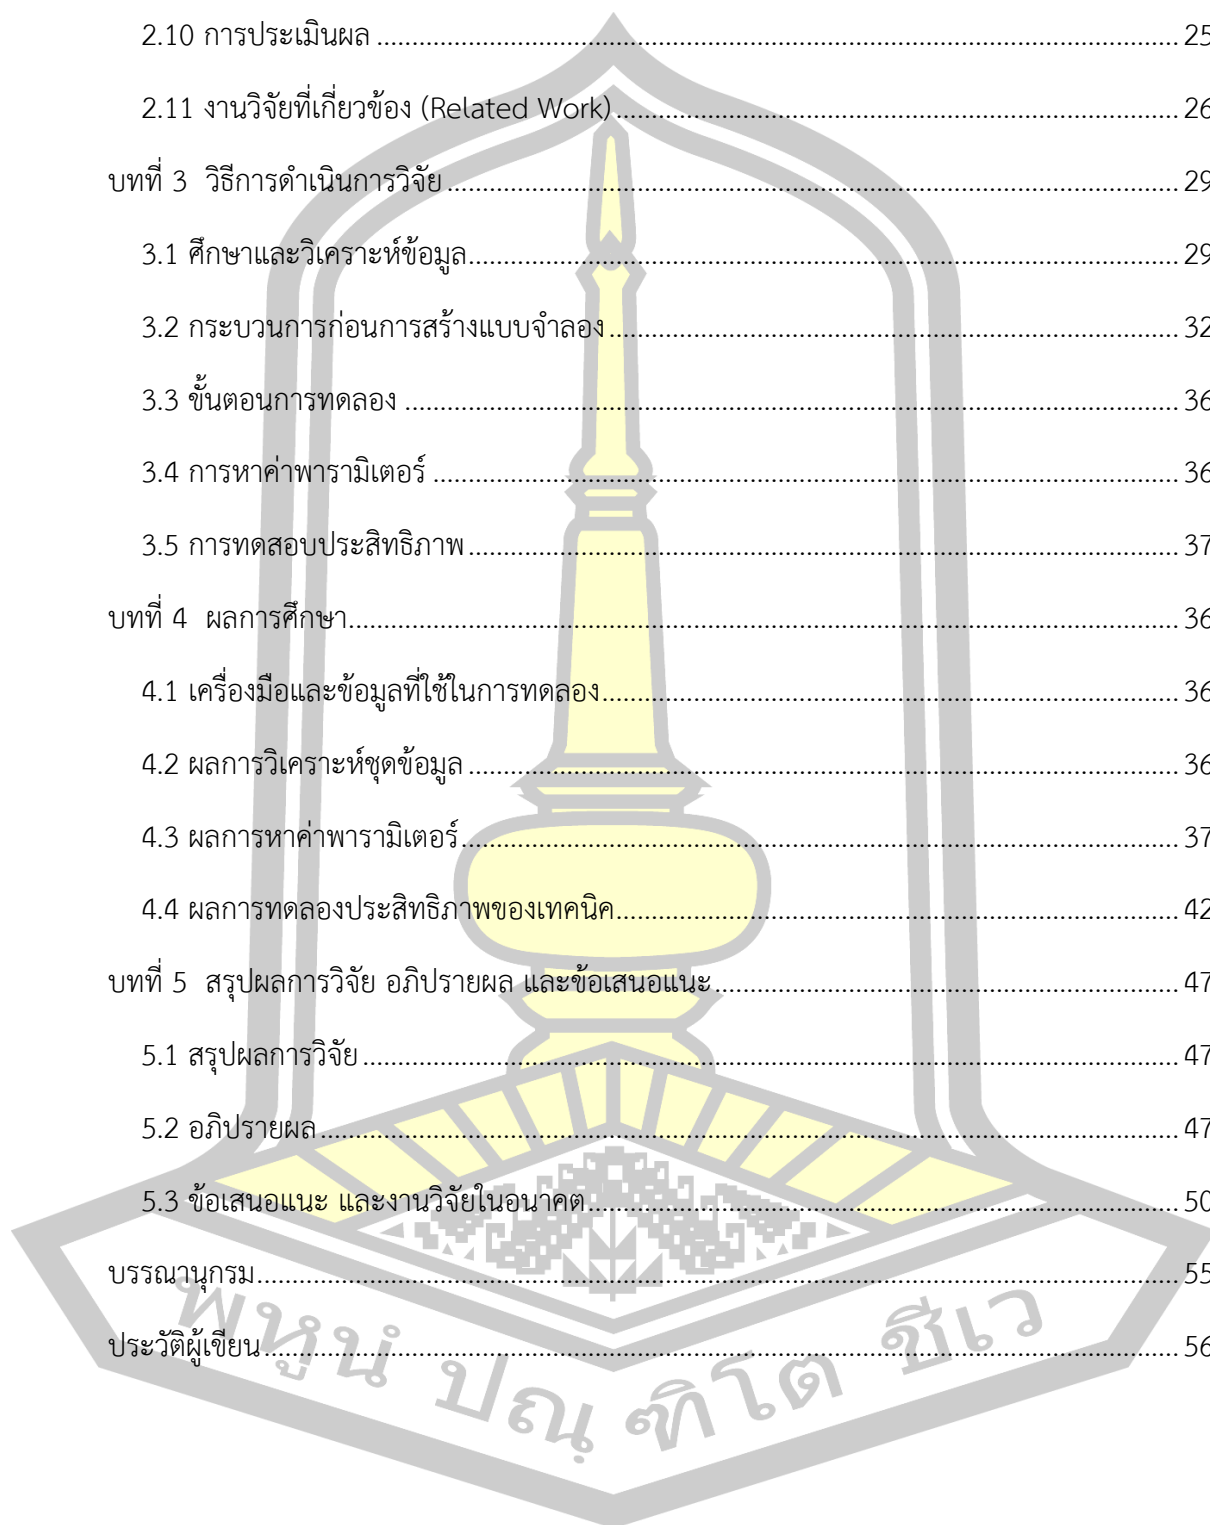 2.10 การประเมินผล ........................................................ 25
2.11 งานวิจัยที่เกี่ยวข้อง (Related Work) ........................................................ 26
บทที่ 3 วิธีการดำเนินการวิจัย ........................................................ 29
3.1 ศึกษาและวิเคราะห์ข้อมูล ........................................................ 29
3.2 กระบวนการก่อนการสร้างแบบจำลอง ........................................................ 32
3.3 ขั้นตอนการทดลอง ........................................................ 36
3.4 การหาค่าพารามิเตอร์ ........................................................ 36
3.5 การทดสอบประสิทธิภาพ ........................................................ 37
บทที่ 4 ผลการศึกษา ........................................................ 36
4.1 เครื่องมือและข้อมูลที่ใช้ในการทดลอง ........................................................ 36
4.2 ผลการวิเคราะห์ชุดข้อมูล ........................................................ 36
4.3 ผลการหาค่าพารามิเตอร์ ........................................................ 37
4.4 ผลการทดลองประสิทธิภาพของเทคนิค ........................................................ 42
บทที่ 5 สรุปผลการวิจัย อภิปรายผล และข้อเสนอแนะ ........................................................ 47
5.1 สรุปผลการวิจัย ........................................................ 47
5.2 อภิปรายผล ........................................................ 47
5.3 ข้อเสนอแนะ และงานวิจัยในอนาคต ........................................................ 50
บรรณานุกรม ........................................................ 55
ประวัติผู้เขียน ........................................................ 56
พหูนํ ปณฺฑิโต ชีเว